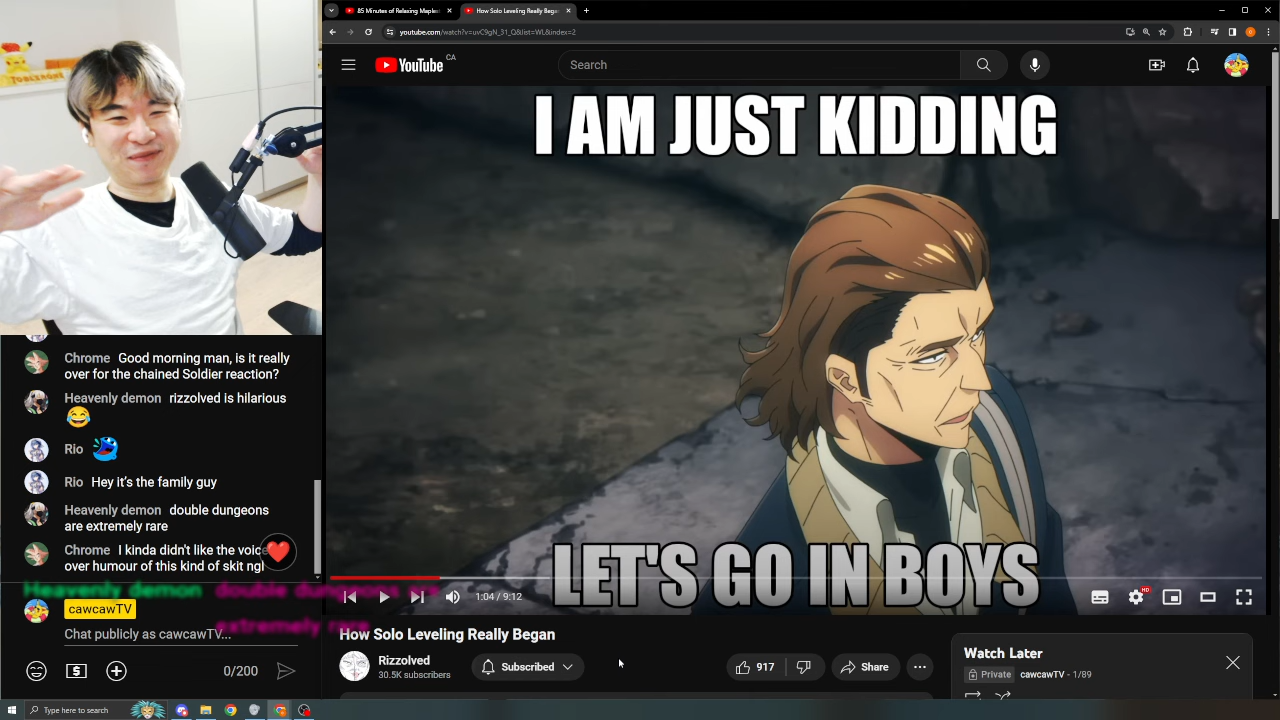 85 Minutes of Relaxing Maples
How Solo Leveling Really Began
youtube.com/watch?v=uvC9gN_31_Q&list=WL&index=2
YouTube CA
Search
I AM JUST KIDDING
LET'S GO IN BOYS
1:04 / 9:12
HD
How Solo Leveling Really Began
Rizzolved
30.5K subscribers
Subscribed
917
Share
Watch Later
Private cawcawTV - 1/89
TOBLERONE
Chrome Good morning man, is it really
over for the chained Soldier reaction?
Heavenly demon rizzolved is hilarious
😂
Rio
Rio Hey it's the family guy
Heavenly demon double dungeons
are extremely rare
Chrome I kinda didn't like the voice
over humour of this kind of skit ngl
Heavenly demon double dungeons are
extremely rare
cawcawTV
Chat publicly as cawcawTV...
0/200
Type here to search